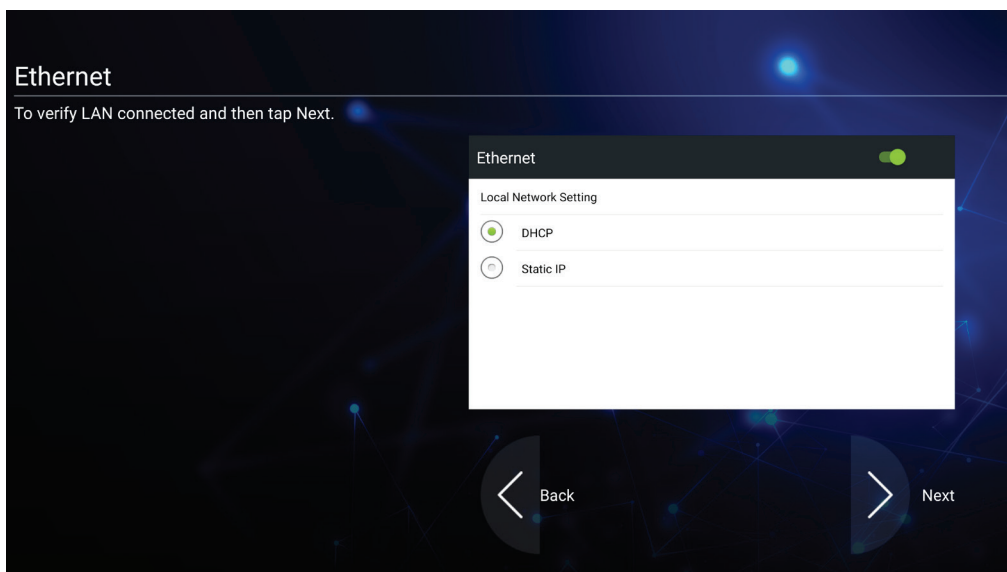 Ethernet
To verify LAN connected and then tap Next.
Ethernet
Local Network Setting
DHCP
Static IP
Back
Next